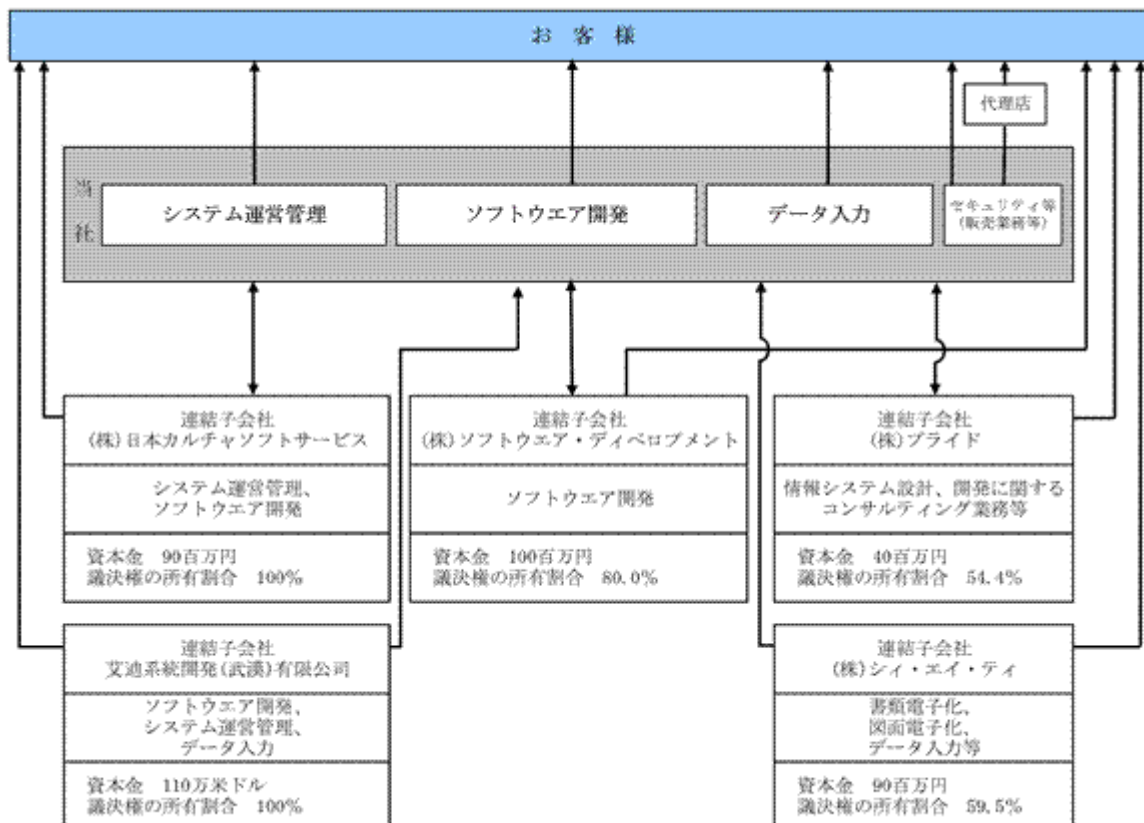 お 客 様
代理店
当
社
システム運営管理
ソフトウエア開発
データ入力
セキュリティ等
(販売業務等)
連結子会社
(株)日本カルチャソフトサービス
システム運営管理、
ソフトウエア開発
資本金 90百万円
議決権の所有割合 100%
連結子会社
(株)ソフトウエア・ディベロプメント
ソフトウエア開発
資本金 100百万円
議決権の所有割合 80.0%
連結子会社
(株)プライド
情報システム設計、開発に関する
コンサルティング業務等
資本金 40百万円
議決権の所有割合 54.4%
連結子会社
艾迪系統開発(武漢)有限公司
ソフトウエア開発、
システム運営管理、
データ入力
資本金 110万米ドル
議決権の所有割合 100%
連結子会社
(株)シィ・エイ・ティ
書類電子化、
図面電子化、
データ入力等
資本金 90百万円
議決権の所有割合 59.5%